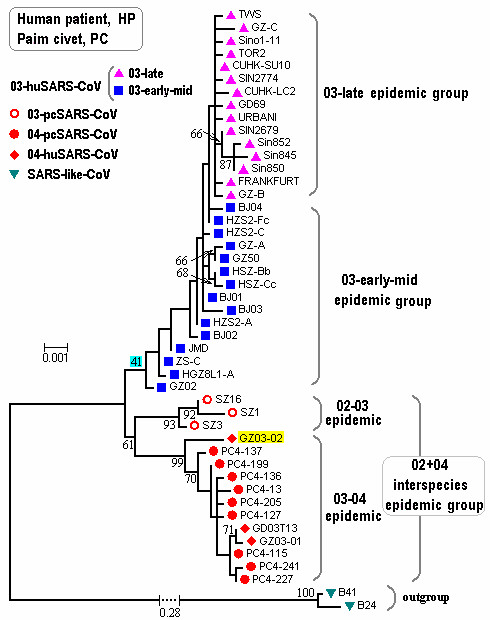 Human patient, HP
Paim civet, PC
03-huSARS-CoV
03-late
03-early-mid
03-pcSARS-CoV
04-pcSARS-CoV
04-huSARS-CoV
SARS-like-CoV
TWS
GZ-C
Sino1-11
TOR2
CUHK-SU10
SIN2774
CUHK-LC2
GD69
URBANI
SIN2679
66
Sin852
Sin845
87
Sin850
FRANKFURT
GZ-B
03-late epidemic group
BJ04
HZS2-Fc
HZS2-C
GZ-A
66
GZ50
68
HSZ-Bb
HSZ-Cc
BJ01
BJ03
HZS2-A
BJ02
JMD
41
ZS-C
HGZ8L1-A
GZ02
03-early-mid
epidemic group
0.001
SZ16
92
SZ1
93
SZ3
02-03
epidemic
61
GZ03-02
99
PC4-137
70
PC4-199
PC4-136
PC4-13
PC4-205
PC4-127
71
GD03T13
GZ03-01
PC4-115
PC4-241
PC4-227
03-04
epidemic
02+04
interspecies
epidemic group
0.28
100
B41
B24
outgroup